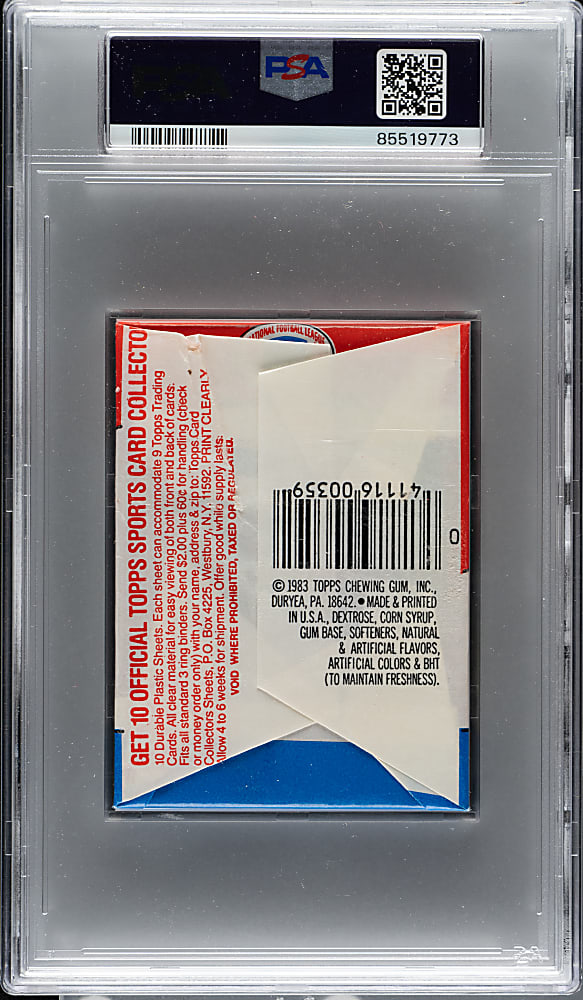 PSA
85519773
NATIONAL FOOTBALL LEAGUE
GET 10 OFFICIAL TOPPS SPORTS CARD COLLECTO
10 Durable Plastic Sheets. Each sheet can accommodate 9 Topps Trading
Cards. All clear material for easy viewing of both front and back of cards.
Fits all standard 3 ring binders. Send $2.00 plus 60c for handling (check
or money order only) with your name, address & zip to: Topps Card
Collectors Sheets, P.O. Box 4225, Westbury, N.Y. 11592. PRINT CLEARLY
Allow 4 to 6 weeks for shipment. Offer good while supply lasts.
VOID WHERE PROHIBITED, TAXED OR REGULATED.
41116 00359
0
© 1983 TOPPS CHEWING GUM, INC.,
DURYEA, PA. 18642. • MADE & PRINTED
IN U.S.A., DEXTROSE, CORN SYRUP,
GUM BASE, SOFTENERS, NATURAL
& ARTIFICIAL FLAVORS,
ARTIFICIAL COLORS & BHT
(TO MAINTAIN FRESHNESS).